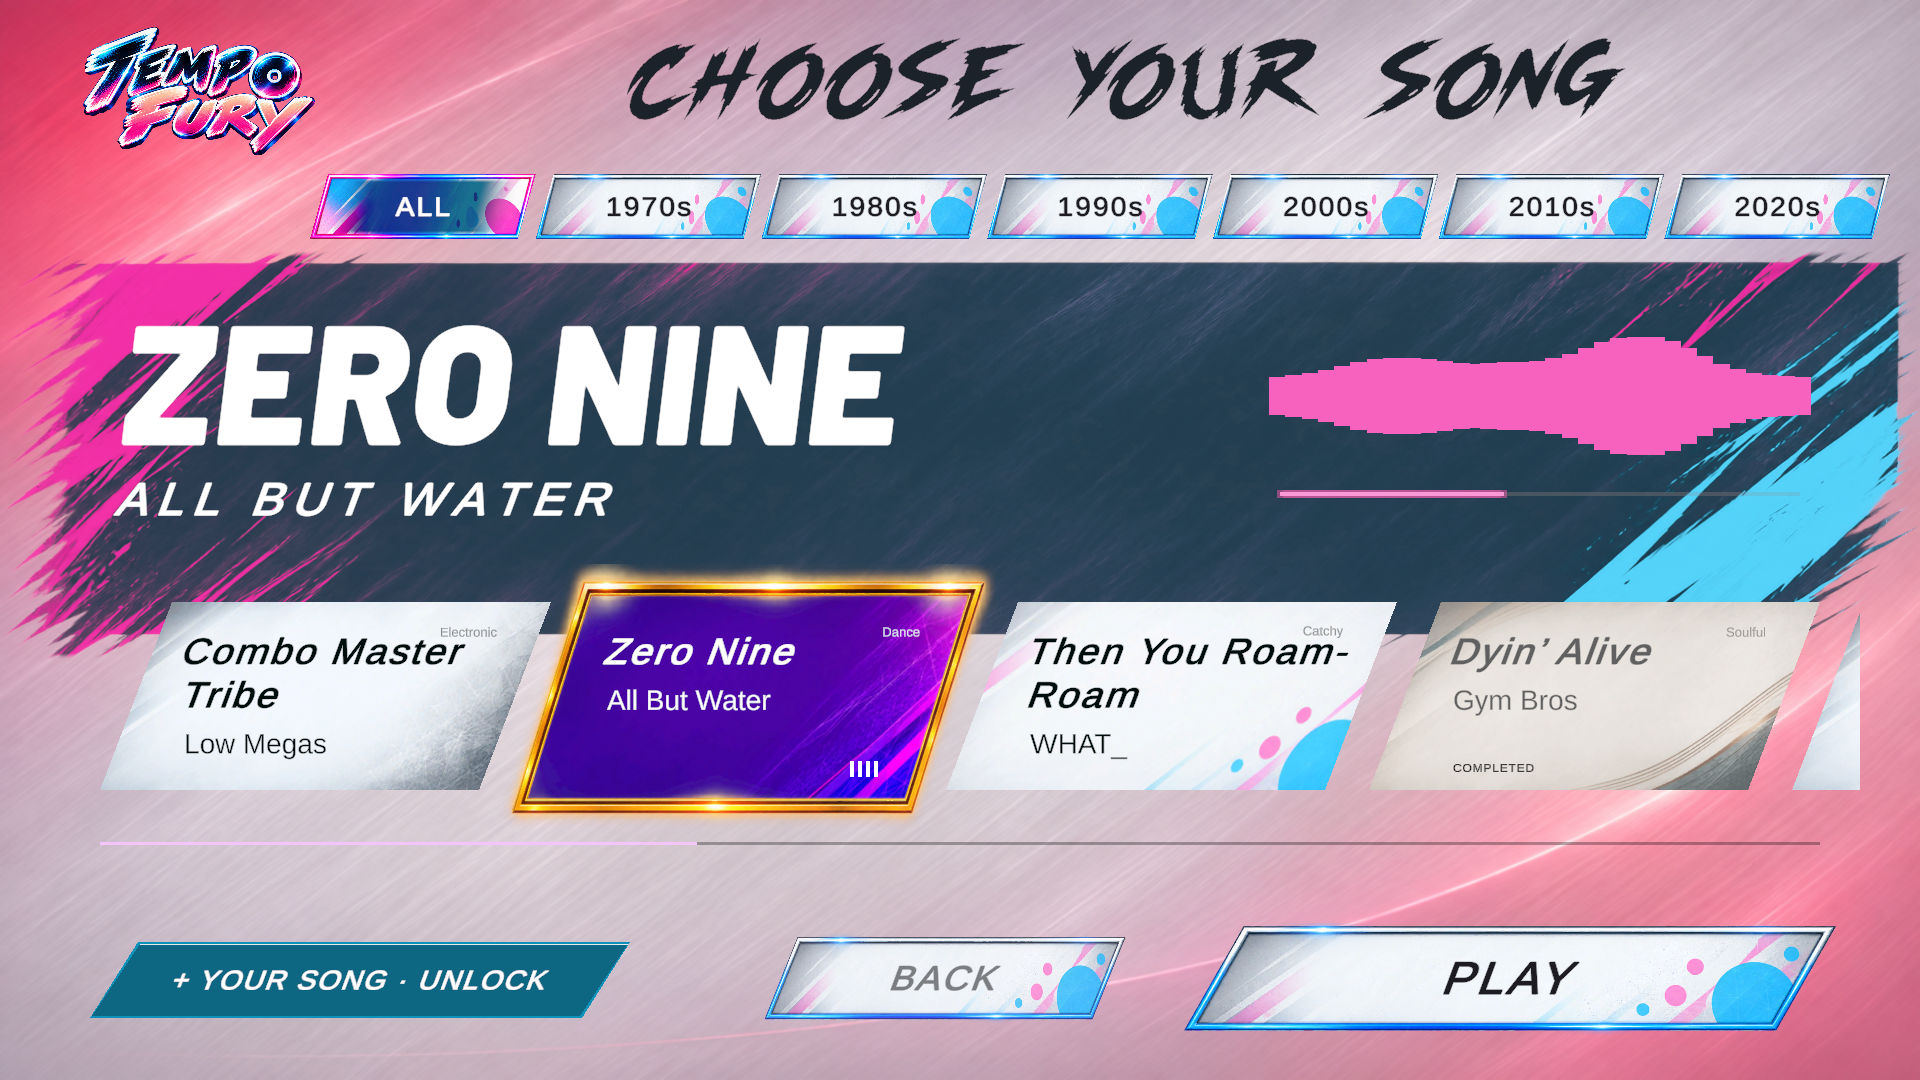 TEMPO
FURY
CHOOSE YOUR SONG
ALL
1970s
1980s
1990s
2000s
2010s
2020s
ZERO NINE
ALL BUT WATER
Electronic
Combo Master
Tribe
Low Megas
Dance
Zero Nine
All But Water
Catchy
Then You Roam-
Roam
WHAT_
Soulful
Dyin’ Alive
Gym Bros
COMPLETED
+ YOUR SONG · UNLOCK
BACK
PLAY